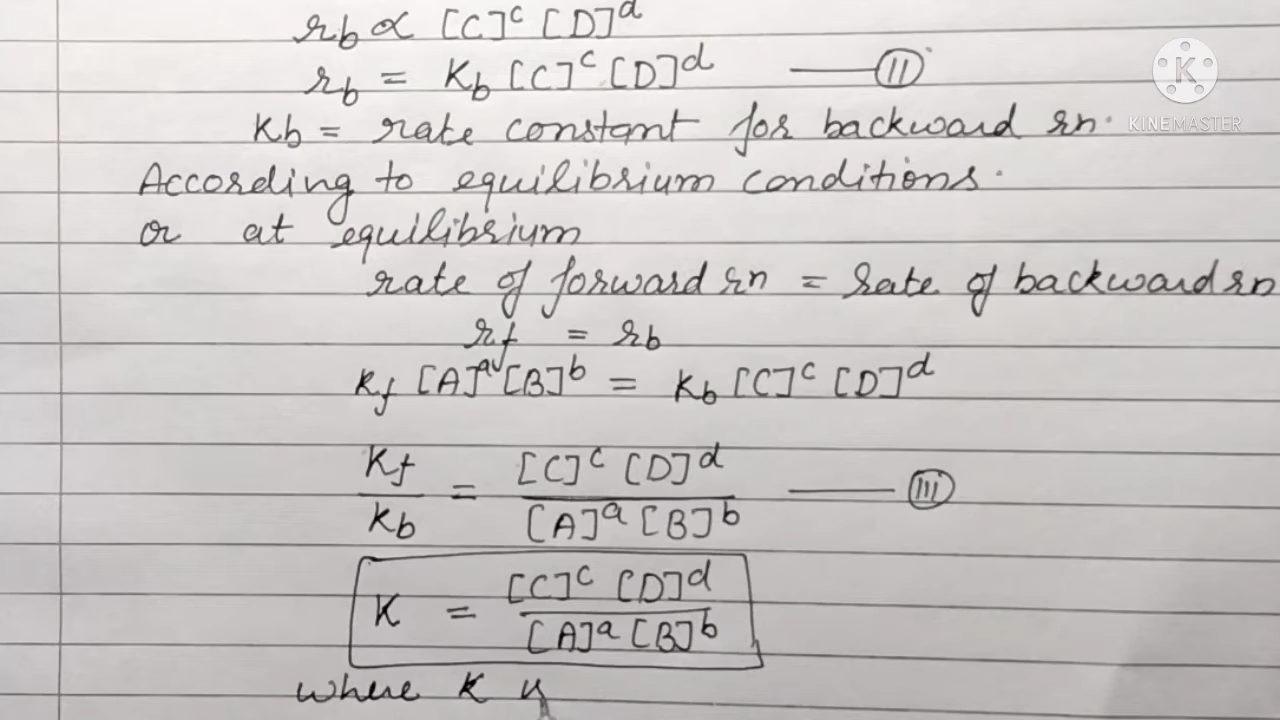 rb ∝ [C]ᶜ [D]ᵈ
rb = Kb [C]ᶜ [D]ᵈ —— II
K
KINEMASTER
Kb = rate constant for backward rn.
According to equilibrium conditions.
or at equilibrium
rate of forward rn = Rate of backward rn
rf = rb
Kf [A]ᵃ [B]ᵇ = Kb [C]ᶜ [D]ᵈ
Kf / Kb = [C]ᶜ [D]ᵈ / [A]ᵃ [B]ᵇ —— III
K = [C]ᶜ [D]ᵈ / [A]ᵃ [B]ᵇ
where K